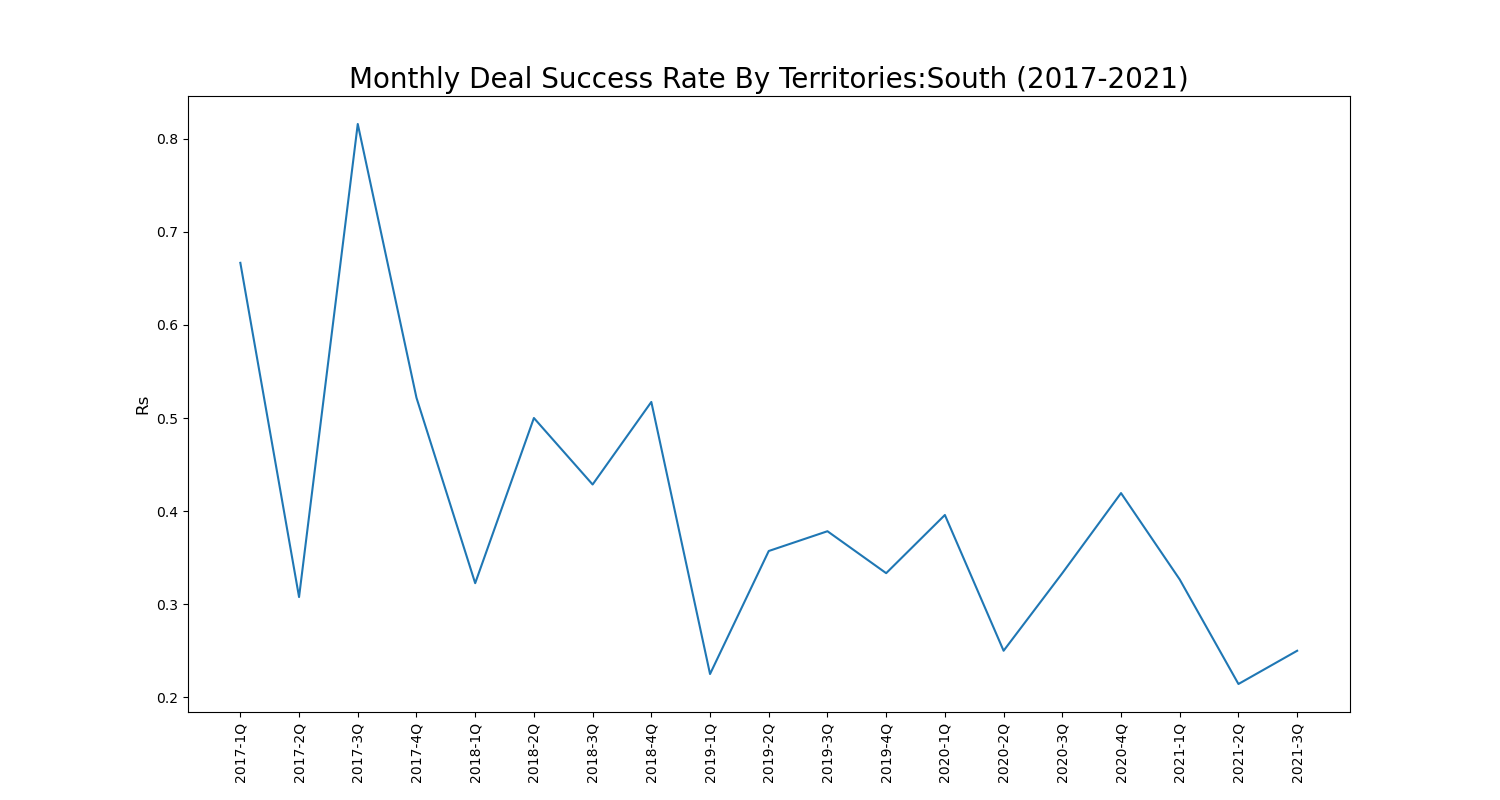 Monthly Deal Success Rate By Territories:South (2017-2021)
0.8
0.7
0.6
0.5
0.4
0.3
0.2
Rs
2017-1Q
2017-2Q
2017-3Q
2017-4Q
2018-1Q
2018-2Q
2018-3Q
2018-4Q
2019-1Q
2019-2Q
2019-3Q
2019-4Q
2020-1Q
2020-2Q
2020-3Q
2020-4Q
2021-1Q
2021-2Q
2021-3Q